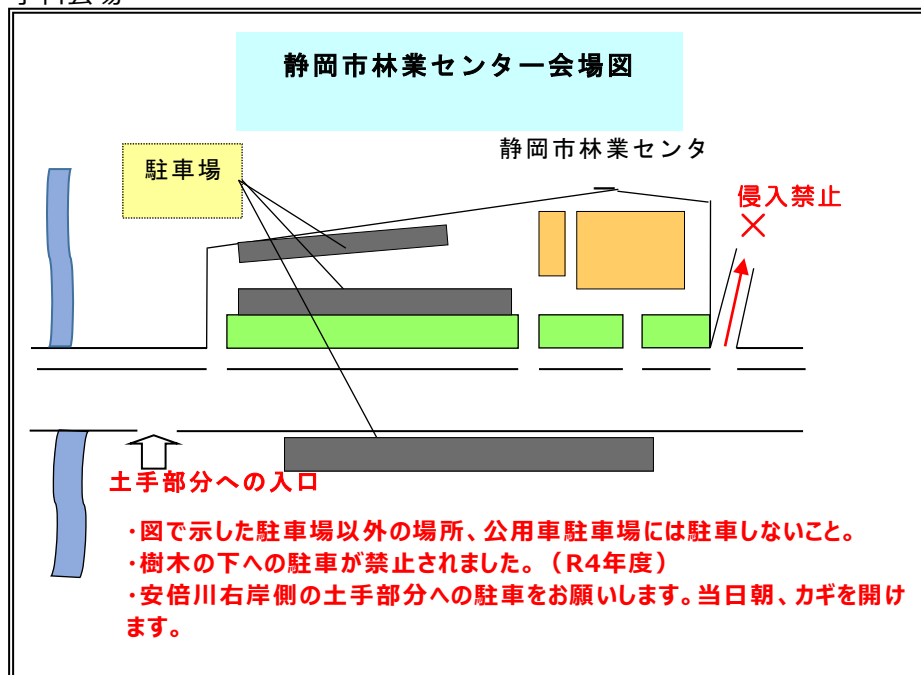 静岡市林業センター会場図
静岡市林業センタ
駐車場
侵入禁止
土手部分への入口
・図で示した駐車場以外の場所、公用車駐車場には駐車しないこと。
・樹木の下への駐車が禁止されました。（R4年度）
・安倍川右岸側の土手部分への駐車をお願いします。当日朝、カギを開け
ます。